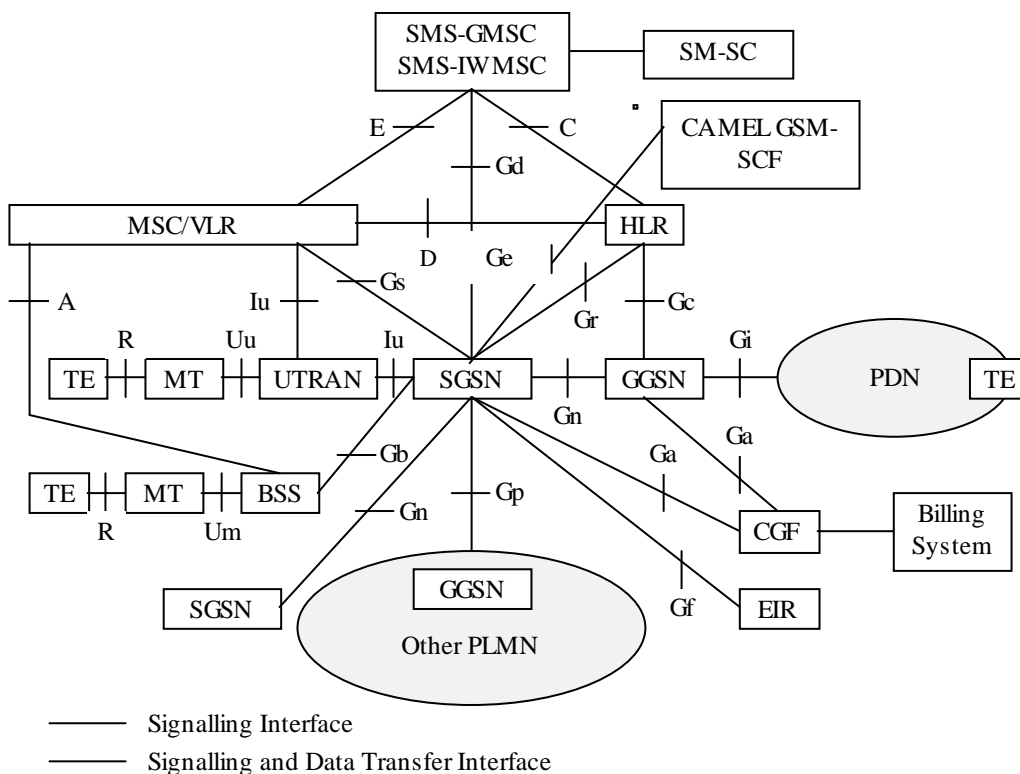 SMS-GMSC
SMS-IWMSC
SM-SC
CAMEL GSM-
SCF
E
C
Gd
MSC/VLR
HLR
D
Ge
A
Iu
Gs
Gr
Gc
R
Uu
Iu
Gi
TE
MT
UTRAN
SGSN
GGSN
PDN
TE
Gn
Gb
Ga
Ga
TE
MT
BSS
Gn
Gp
R
Um
CGF
Billing
System
SGSN
GGSN
Gf
EIR
Other PLMN
Signalling Interface
Signalling and Data Transfer Interface